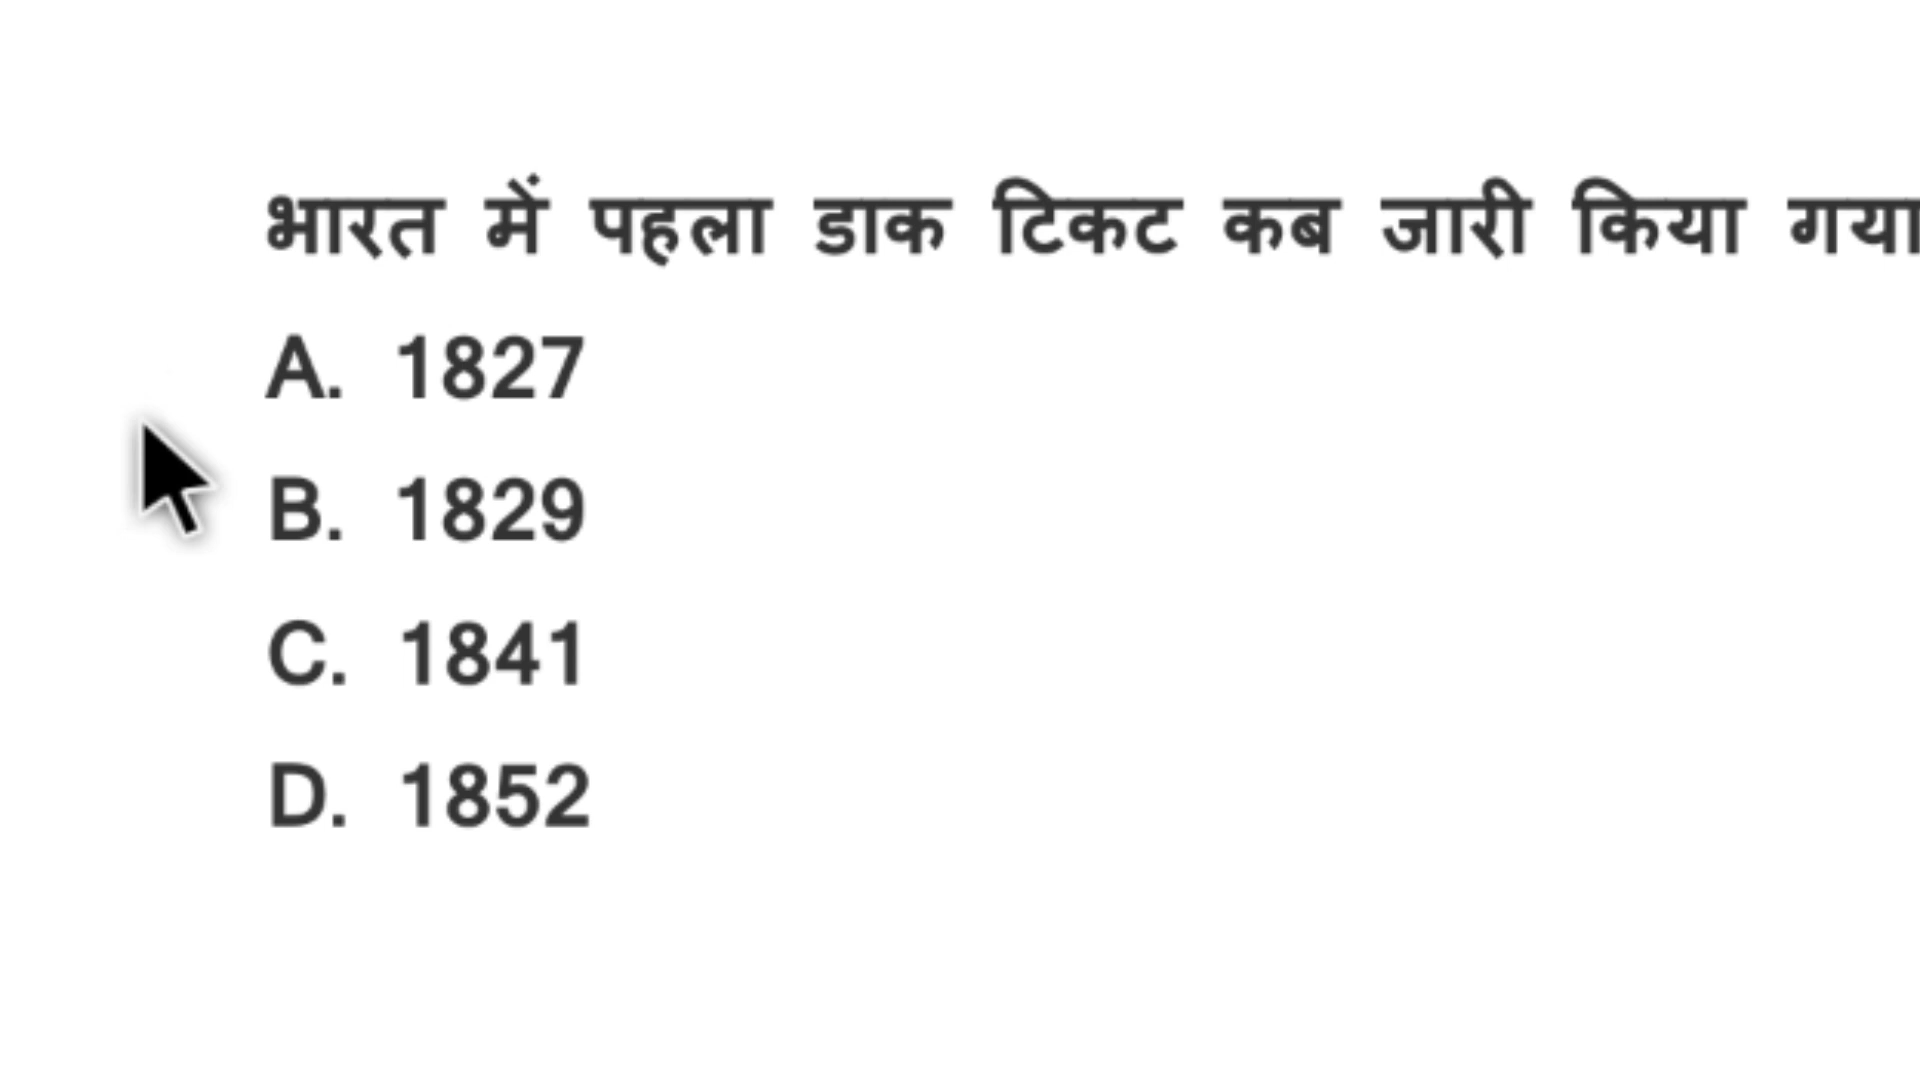 भारत में पहला डाक टिकट कब जारी किया गया
A. 1827
B. 1829
C. 1841
D. 1852